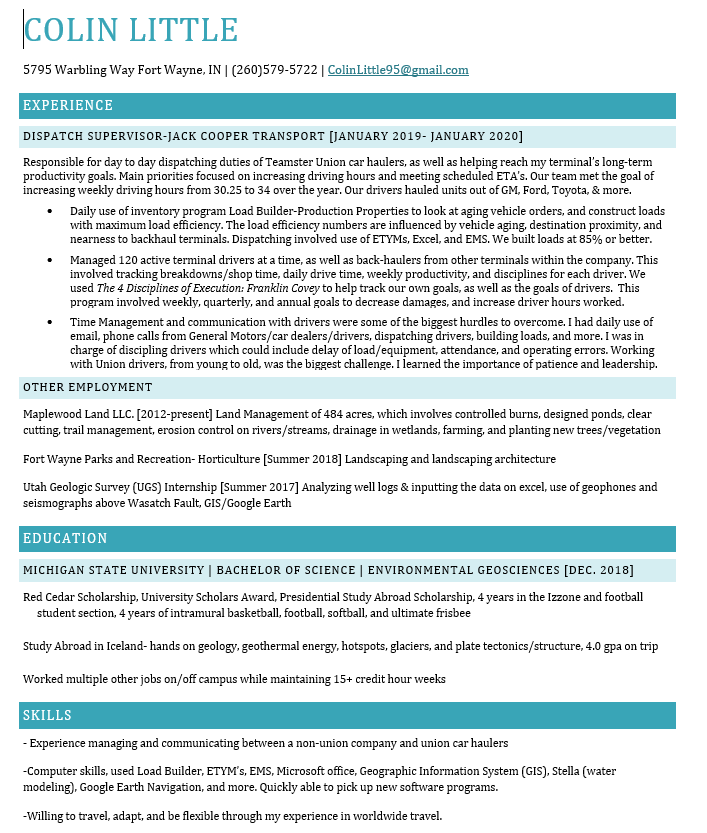 COLIN LITTLE
5795 Warbling Way Fort Wayne, IN | (260)579-5722 | ColinLittle95@gmail.com
EXPERIENCE
DISPATCH SUPERVISOR-JACK COOPER TRANSPORT [JANUARY 2019- JANUARY 2020]
Responsible for day to day dispatching duties of Teamster Union car haulers, as well as helping reach my terminal's long-term
productivity goals. Main priorities focused on increasing driving hours and meeting scheduled ETA's. Our team met the goal of
increasing weekly driving hours from 30.25 to 34 over the year. Our drivers hauled units out of GM, Ford, Toyota, & more.
• Daily use of inventory program Load Builder-Production Properties to look at aging vehicle orders, and construct loads
with maximum load efficiency. The load efficiency numbers are influenced by vehicle aging, destination proximity, and
nearness to backhaul terminals. Dispatching involved use of ETYMs, Excel, and EMS. We built loads at 85% or better.
• Managed 120 active terminal drivers at a time, as well as back-haulers from other terminals within the company. This
involved tracking breakdowns/shop time, daily drive time, weekly productivity, and disciplines for each driver. We
used The 4 Disciplines of Execution: Franklin Covey to help track our own goals, as well as the goals of drivers. This
program involved weekly, quarterly, and annual goals to decrease damages, and increase driver hours worked.
• Time Management and communication with drivers were some of the biggest hurdles to overcome. I had daily use of
email, phone calls from General Motors/car dealers/drivers, dispatching drivers, building loads, and more. I was in
charge of discipling drivers which could include delay of load/equipment, attendance, and operating errors. Working
with Union drivers, from young to old, was the biggest challenge. I learned the importance of patience and leadership.
OTHER EMPLOYMENT
Maplewood Land LLC. [2012-present] Land Management of 484 acres, which involves controlled burns, designed ponds, clear
cutting, trail management, erosion control on rivers/streams, drainage in wetlands, farming, and planting new trees/vegetation
Fort Wayne Parks and Recreation- Horticulture [Summer 2018] Landscaping and landscaping architecture
Utah Geologic Survey (UGS) Internship [Summer 2017] Analyzing well logs & inputting the data on excel, use of geophones and
seismographs above Wasatch Fault, GIS/Google Earth
EDUCATION
MICHIGAN STATE UNIVERSITY | BACHELOR OF SCIENCE | ENVIRONMENTAL GEOSCIENCES [DEC. 2018]
Red Cedar Scholarship, University Scholars Award, Presidential Study Abroad Scholarship, 4 years in the Izzone and football
student section, 4 years of intramural basketball, football, softball, and ultimate frisbee
Study Abroad in Iceland- hands on geology, geothermal energy, hotspots, glaciers, and plate tectonics/structure, 4.0 gpa on trip
Worked multiple other jobs on/off campus while maintaining 15+ credit hour weeks
SKILLS
- Experience managing and communicating between a non-union company and union car haulers
-Computer skills, used Load Builder, ETYM's, EMS, Microsoft office, Geographic Information System (GIS), Stella (water
modeling), Google Earth Navigation, and more. Quickly able to pick up new software programs.
-Willing to travel, adapt, and be flexible through my experience in worldwide travel.